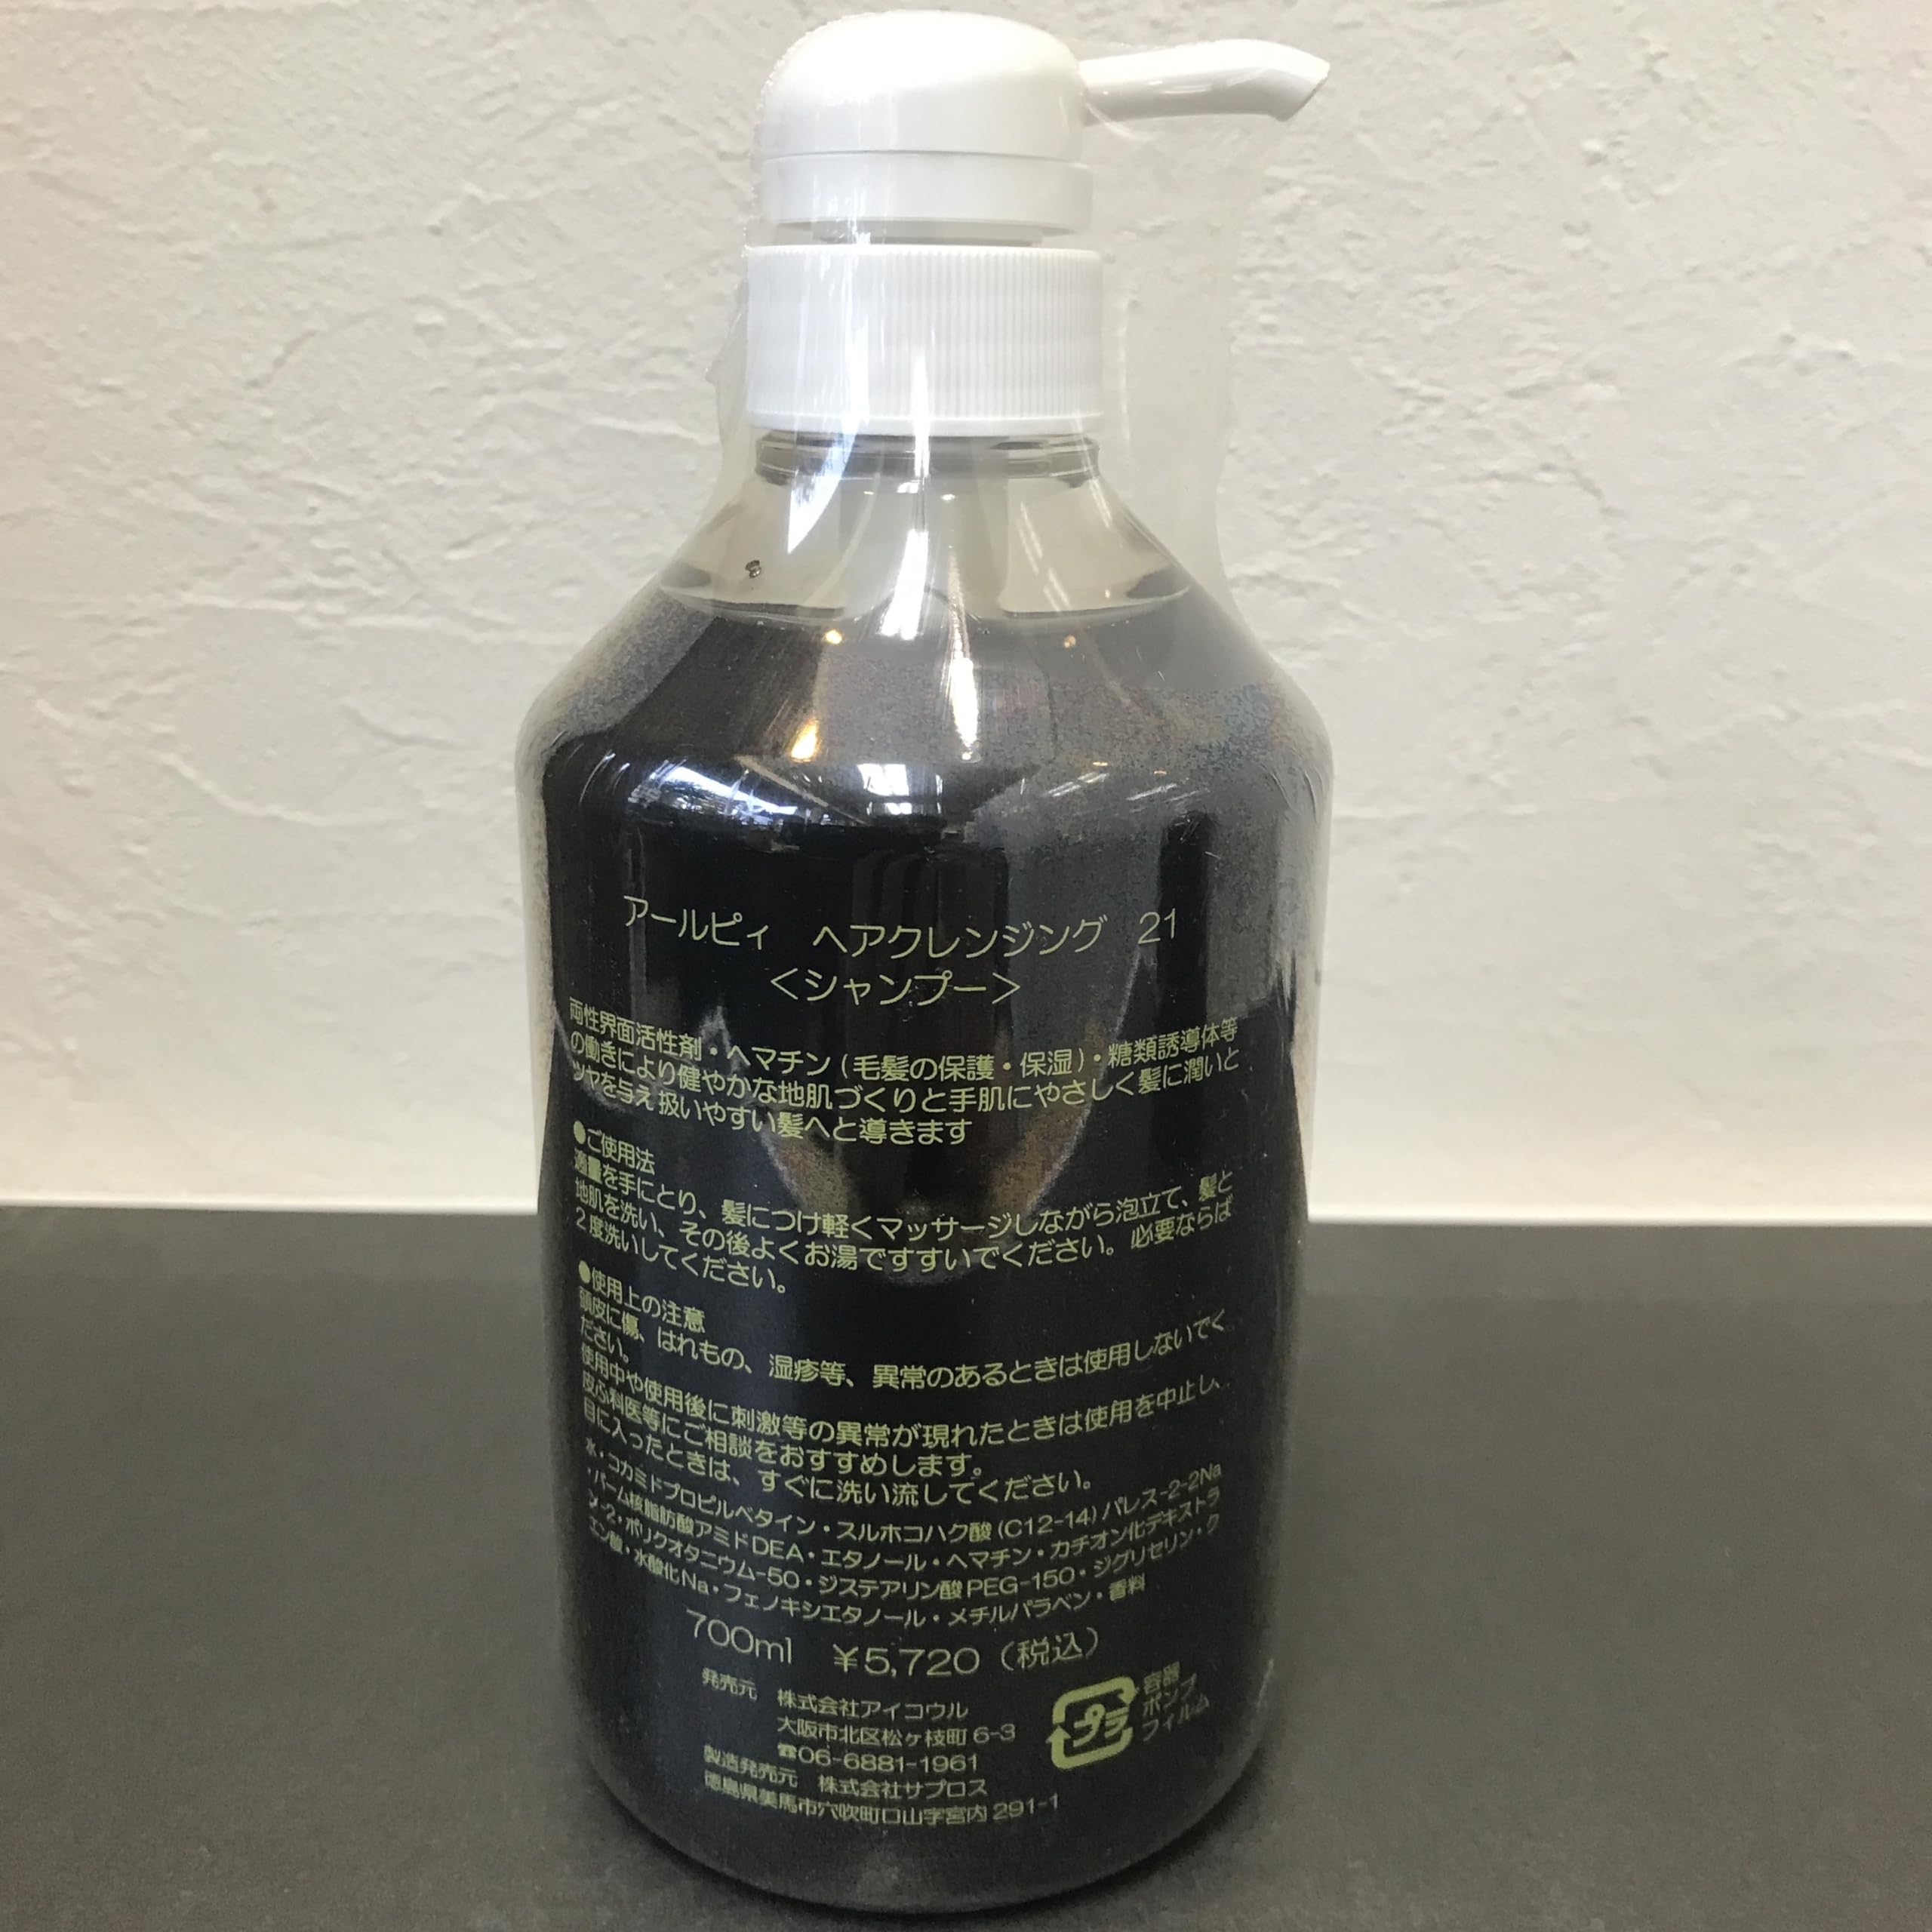 アールピィ　ヘアクレンジング　21
＜シャンプー＞
両性界面活性剤・ヘマチン(毛髪の保護・保湿)・糖類誘導体等
の働きにより健やかな地肌づくりと手肌にやさしく髪に潤いと
ツヤを与え扱いやすい髪へと導きます
●ご使用法
適量を手にとり、髪につけ軽くマッサージしながら泡立て、髪と
地肌を洗い、その後よくお湯ですすいでください。必要ならば
2度洗いしてください。
●使用上の注意
頭皮に傷、はれもの、湿疹等、異常のあるときは使用しないでく
ださい。
使用中や使用後に刺激等の異常が現れたときは使用を中止し、
皮ふ科医等にご相談をおすすめします。
目に入ったときは、すぐに洗い流してください。
水・コカミドプロピルベタイン・スルホコハク酸(C12-14)パレス-2-2Na
・パーム核脂肪酸アミドDEA・エタノール・ヘマチン・カチオン化デキストラ
ン-2・ポリクオタニウム-50・ジステアリン酸PEG-150・ジグリセリン・ク
エン酸・水酸化Na・フェノキシエタノール・メチルパラベン・香料
700ml　¥5,720（税込）
発売元　株式会社アイコウル
大阪市北区松ヶ枝町6-3
☎06-6881-1961
製造発売元　株式会社サプロス
徳島県美馬市穴吹町口山字宮内291-1
プラ
容器
ポンプ
フィルム